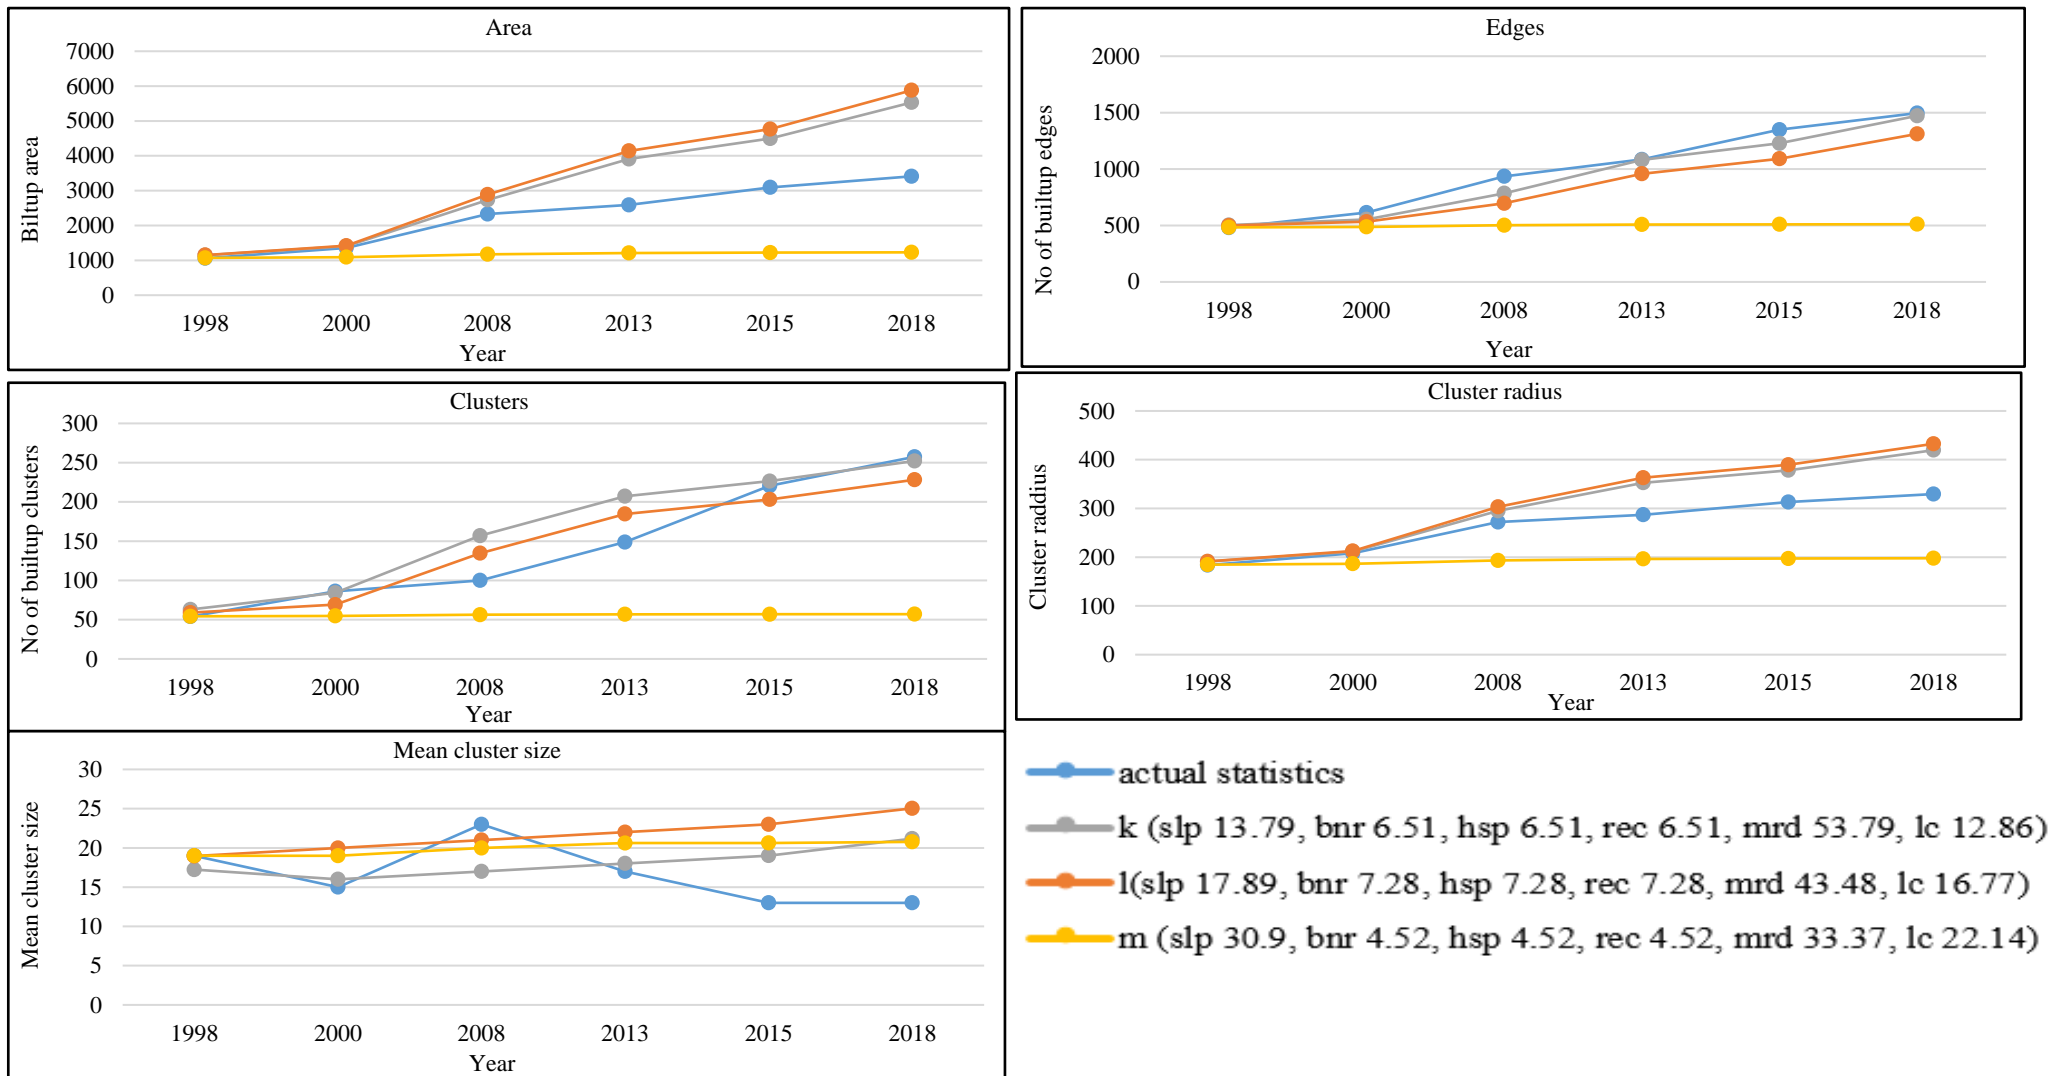 Area
7000
6000
5000
4000
3000
2000
1000
0
Biltup area
1998 2000 2008 2013 2015 2018
Year
Edges
2000
1500
1000
500
0
No of builtup edges
1998 2000 2008 2013 2015 2018
Year
Clusters
300
250
200
150
100
50
0
No of builtup clusters
1998 2000 2008 2013 2015 2018
Year
Cluster radius
500
400
300
200
100
0
Cluster raddius
1998 2000 2008 2013 2015 2018
Year
Mean cluster size
30
25
20
15
10
5
0
Mean cluster size
1998 2000 2008 2013 2015 2018
Year
actual statistics
k (slp 13.79, bnr 6.51, hsp 6.51, rec 6.51, mrd 53.79, lc 12.86)
l(slp 17.89, bnr 7.28, hsp 7.28, rec 7.28, mrd 43.48, lc 16.77)
m (slp 30.9, bnr 4.52, hsp 4.52, rec 4.52, mrd 33.37, lc 22.14)